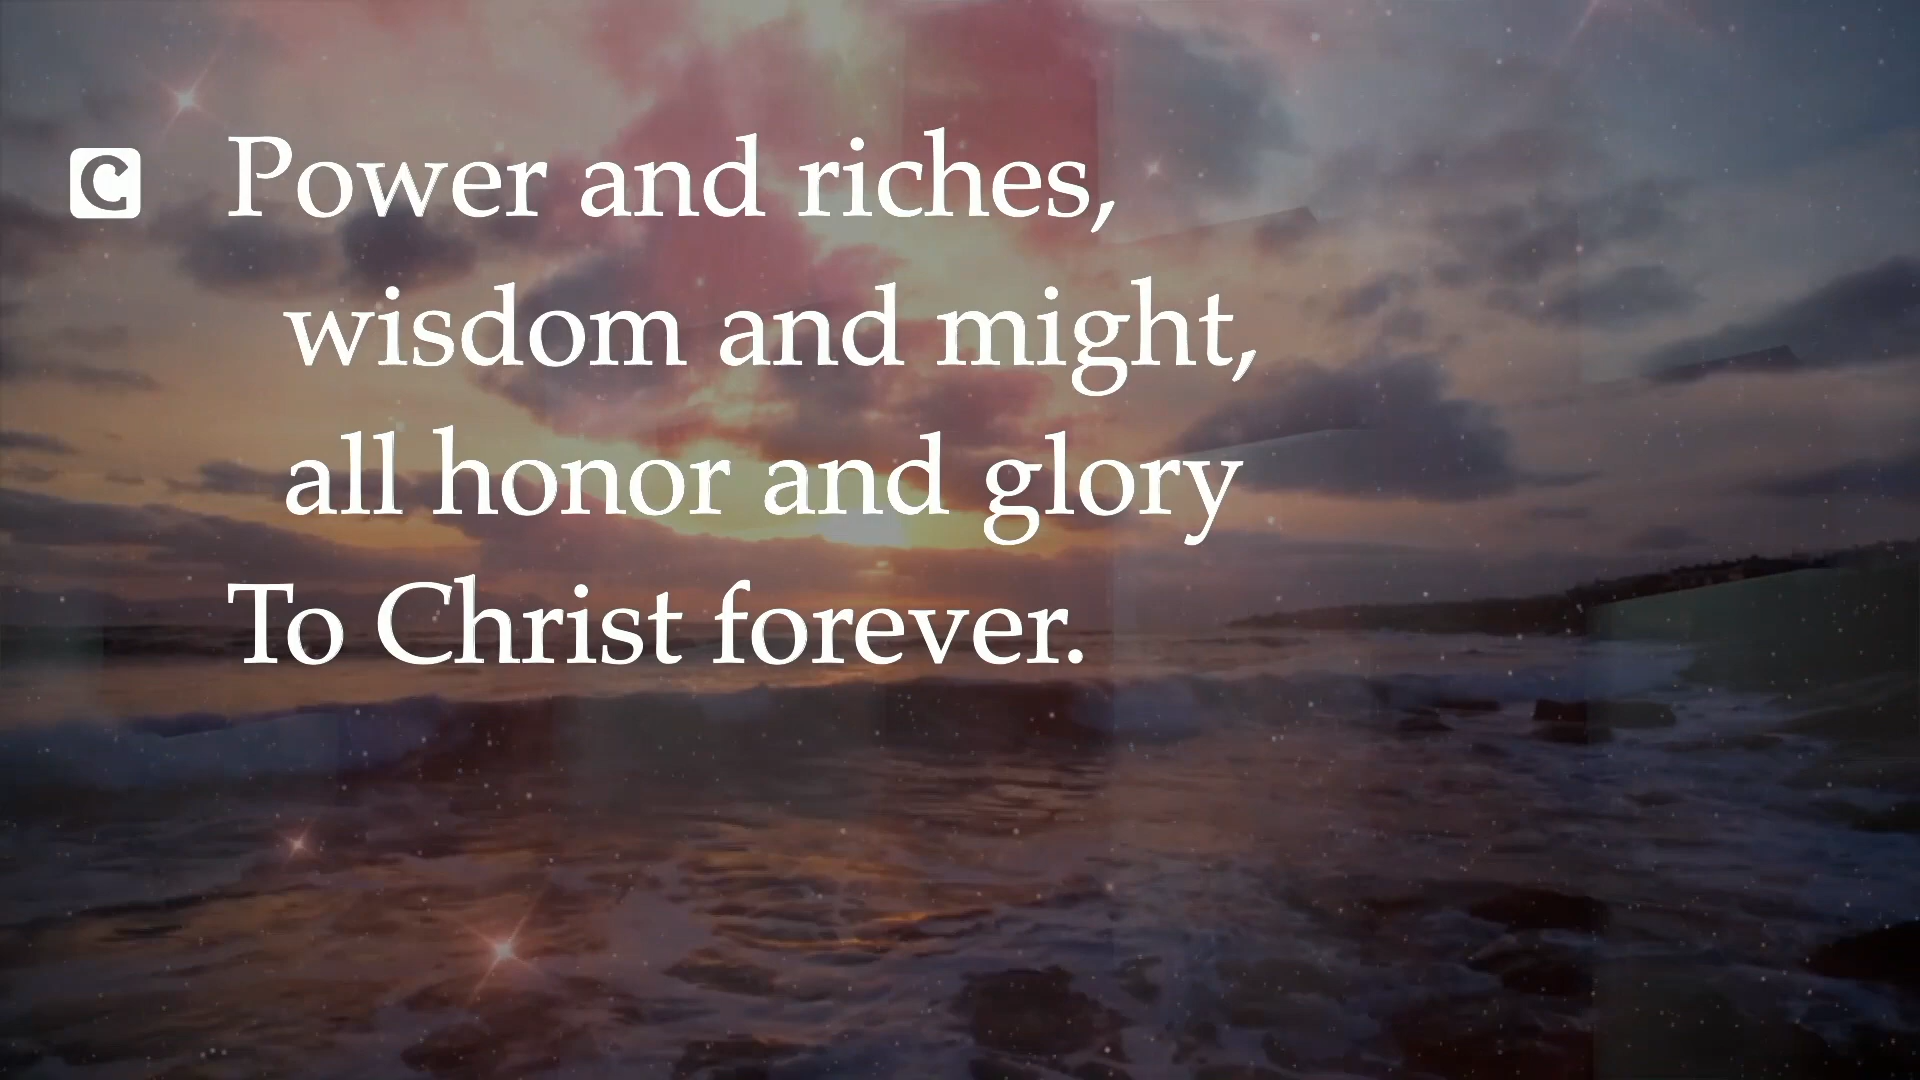 C Power and riches,
wisdom and might,
all honor and glory
To Christ forever.